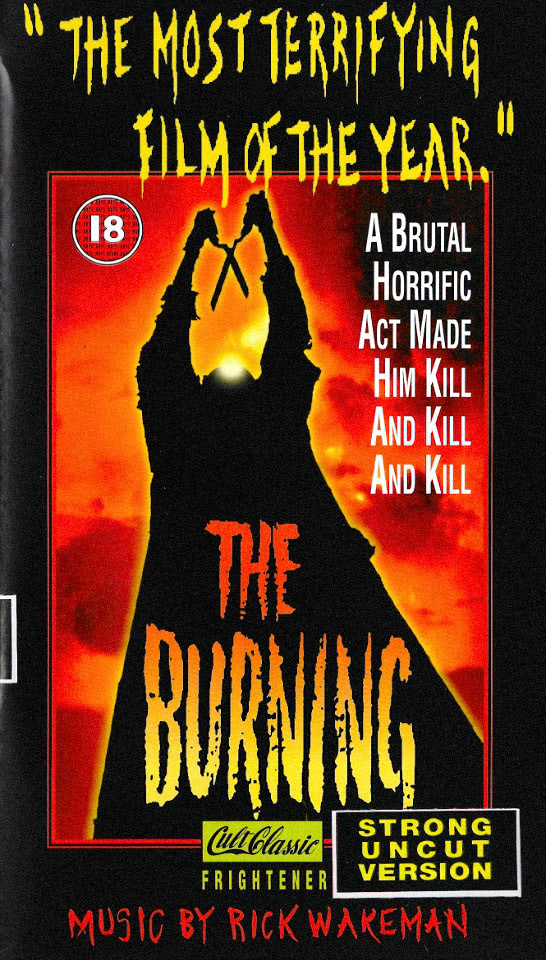 "THE MOST TERRIFYING
FILM OF THE YEAR."
18
A BRUTAL
HORRIFIC
ACT MADE
HIM KILL
AND KILL
AND KILL
THE
BURNING
Cult Classic
FRIGHTENER
STRONG
UNCUT
VERSION
MUSIC BY RICK WAKEMAN